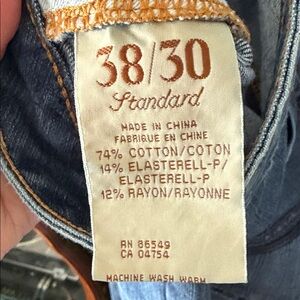 38/30
Standard
MADE IN CHINA
FABRIQUE EN CHINE
74% COTTON/COTON
14% ELASTERELL-P/
ELASTERELL-P
12% RAYON/RAYONNE
RN 86549
CA 04754
MACHINE WASH WARM